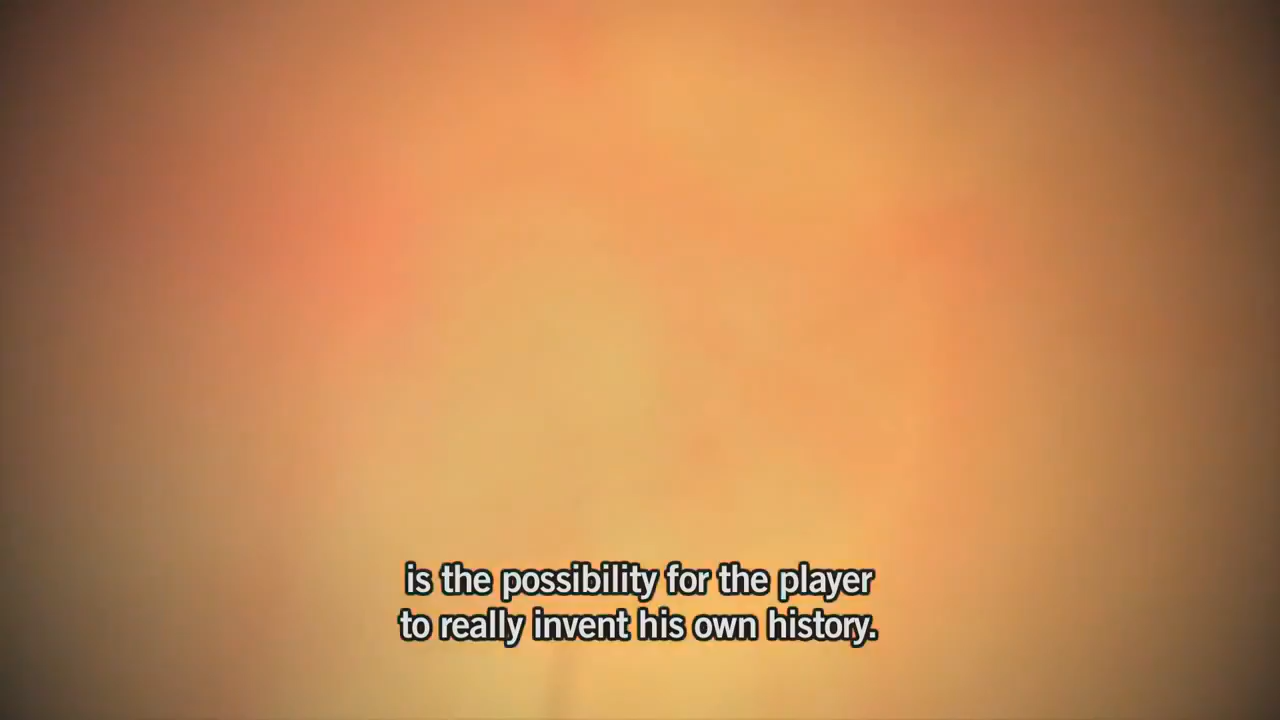 is the possibility for the player
to really invent his own history.